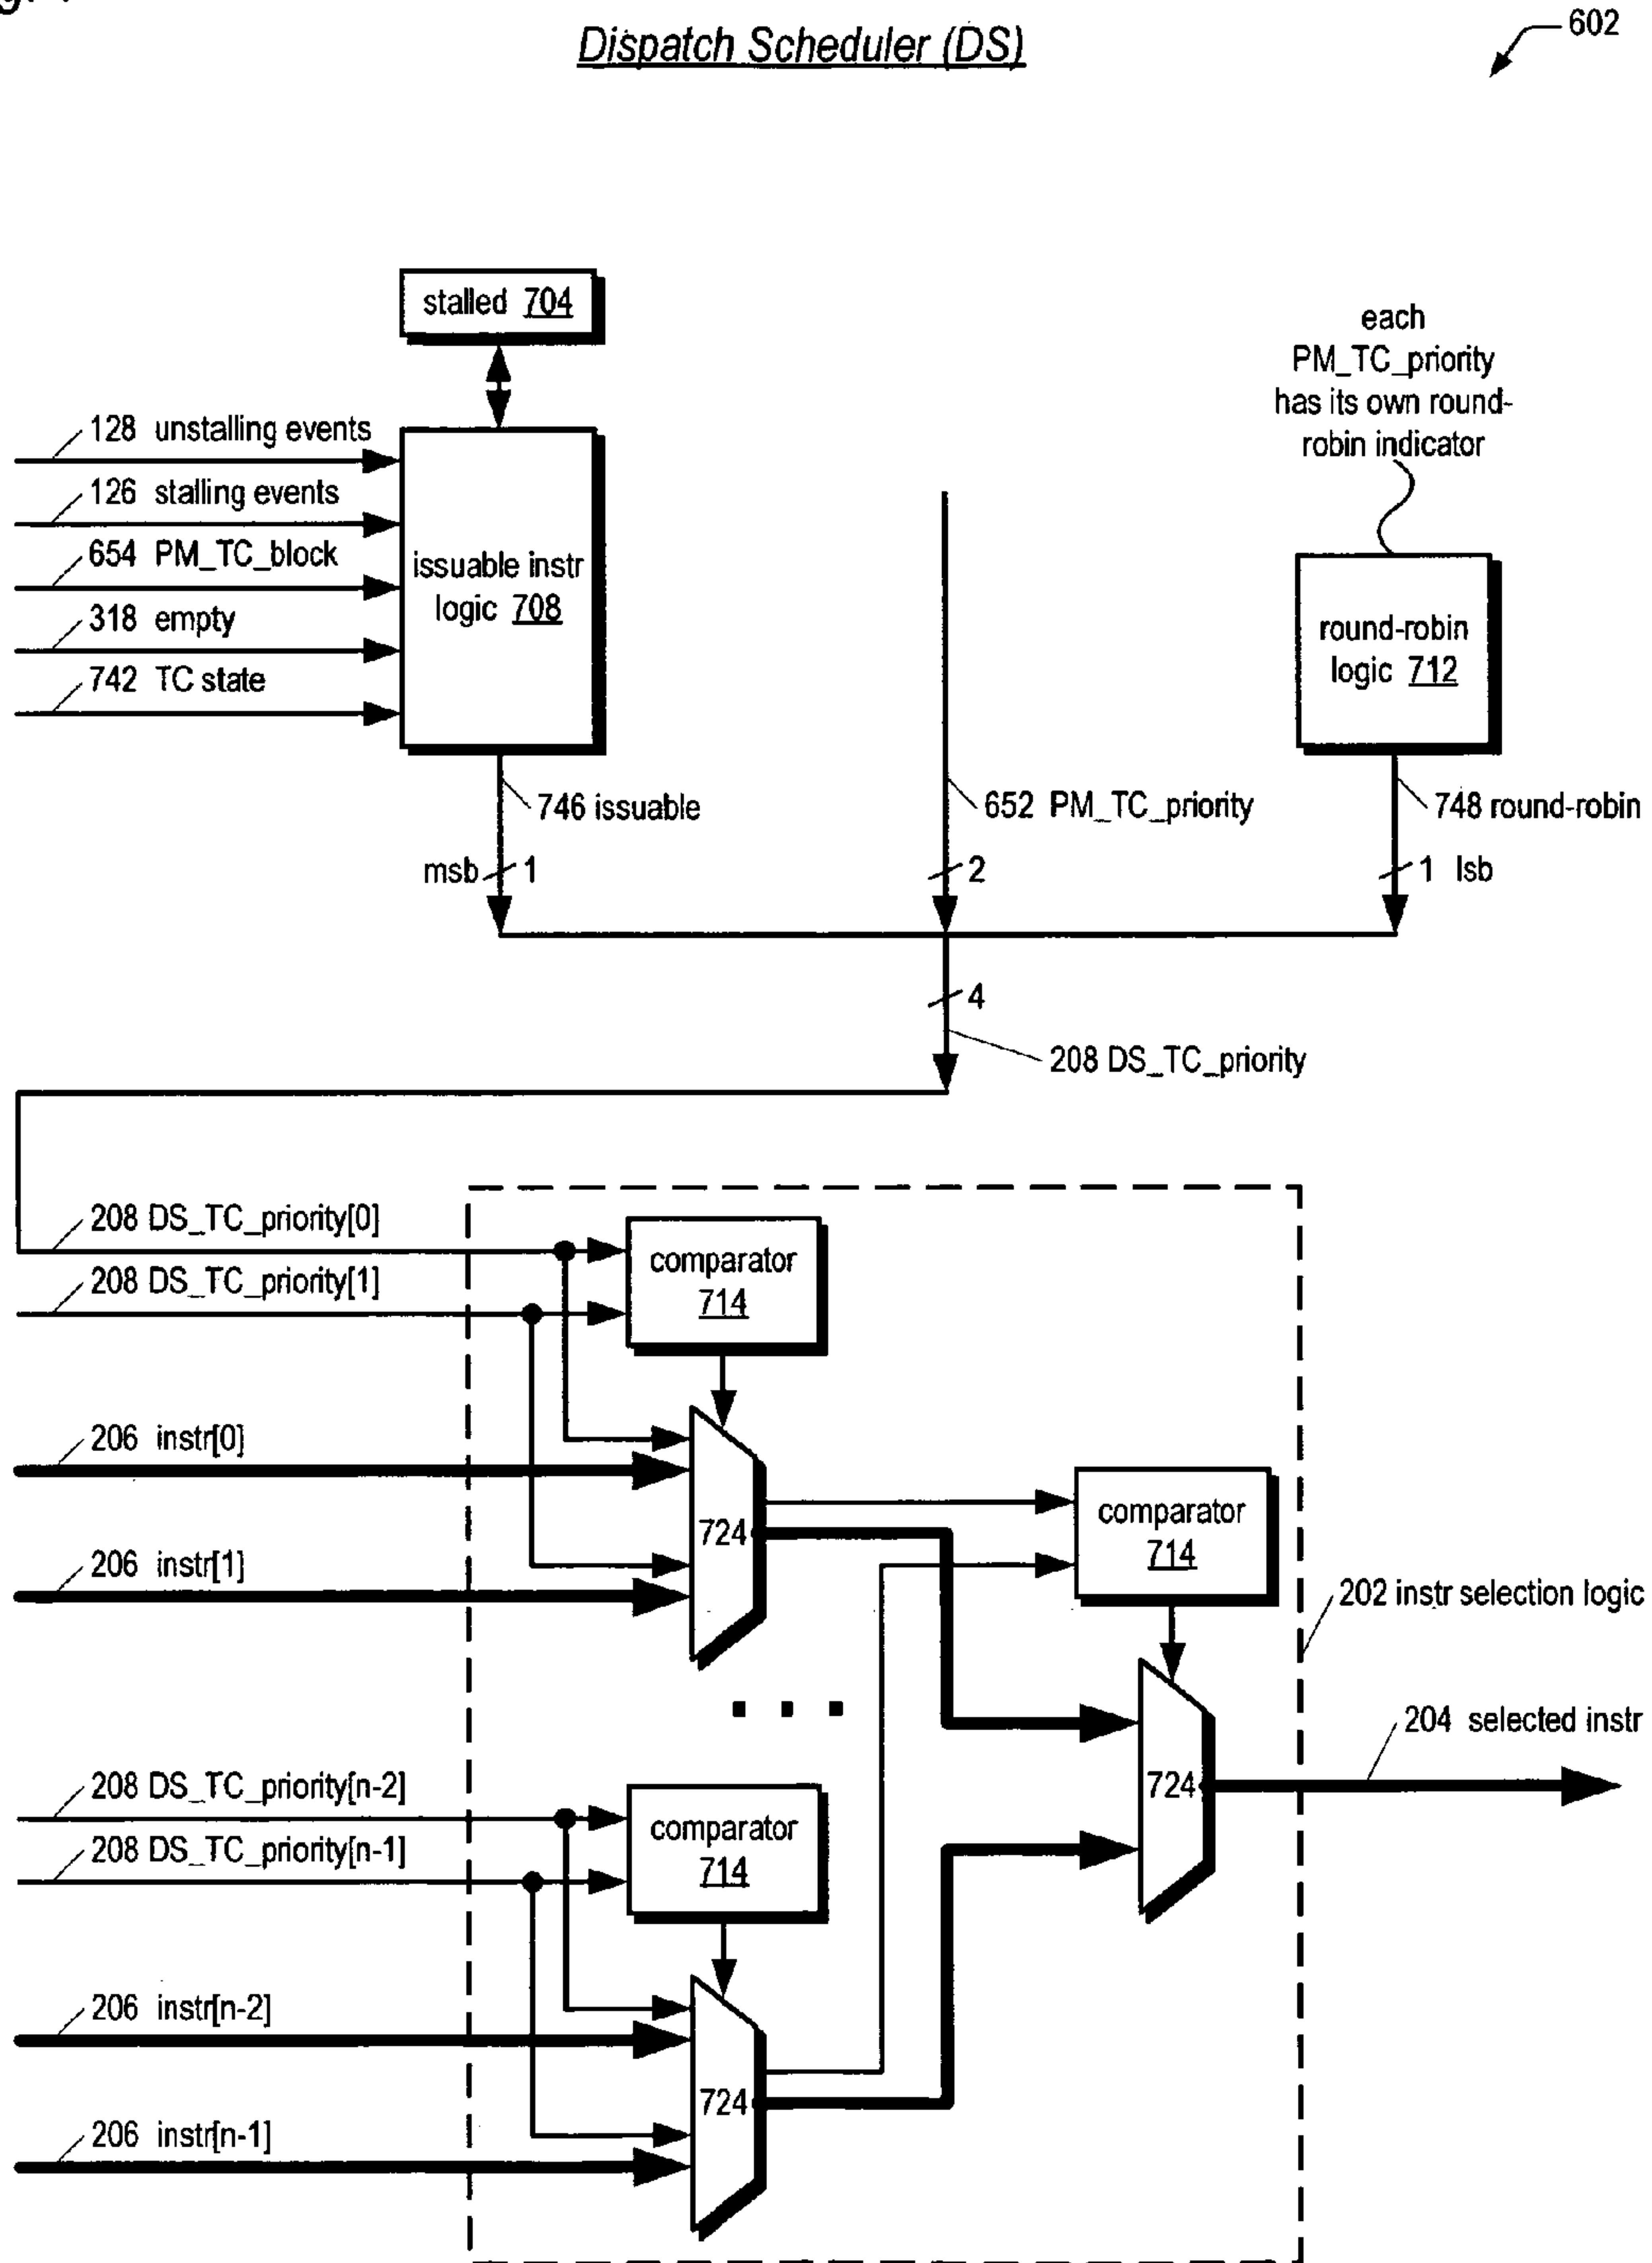 Dispatch Scheduler (DS)
602
stalled 704
each
PM_TC_priority
has its own round-
robin indicator
128 unstalling events
126 stalling events
654 PM_TC_block
318 empty
742 TC state
issuable instr
logic 708
round-robin
logic 712
746 issuable
652 PM_TC_priority
748 round-robin
msb 1
2
1 lsb
4
208 DS_TC_priority
208 DS_TC_priority[0]
208 DS_TC_priority[1]
comparator
714
206 instr[0]
206 instr[1]
724
comparator
714
202 instr selection logic
204 selected instr
724
208 DS_TC_priority[n-2]
208 DS_TC_priority[n-1]
comparator
714
206 instr[n-2]
206 instr[n-1]
724